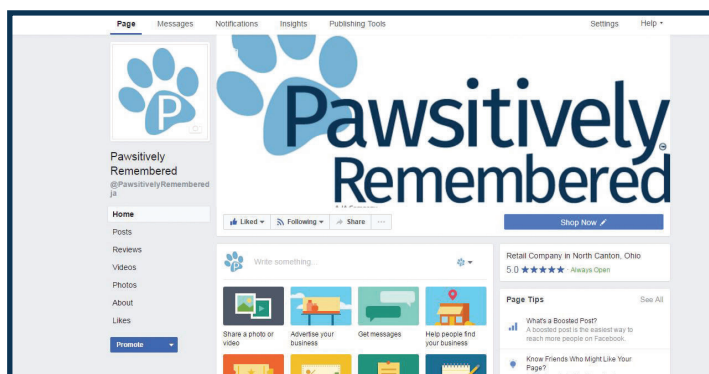 Page Messages Notifications Insights Publishing Tools Settings Help
P
Pawsitively
Remembered
Pawsitively
Remembered
@PawsitivelyRemembered
ja
Home
Posts
Reviews
Videos
Photos
About
Likes
Promote
Liked Following Share ...
Shop Now
P
Write something...
Share a photo or
video
Advertise your
business
Get messages
Help people find
your business
Retail Company in North Canton, Ohio
5.0 ★★★★★ · Always Open
Page Tips See All
What's a Boosted Post?
A boosted post is the easiest way to
reach more people on Facebook.
Know Friends Who Might Like Your
Page?